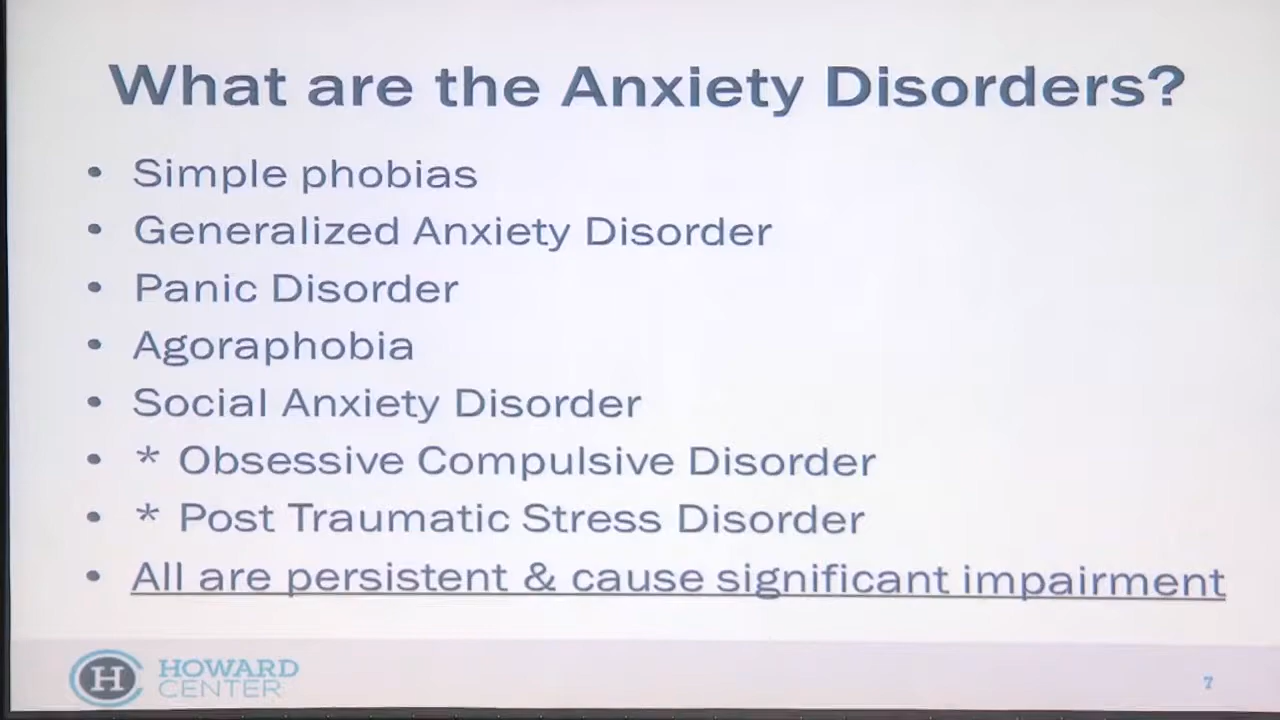 What are the Anxiety Disorders?
• Simple phobias
• Generalized Anxiety Disorder
• Panic Disorder
• Agoraphobia
• Social Anxiety Disorder
• * Obsessive Compulsive Disorder
• * Post Traumatic Stress Disorder
• All are persistent & cause significant impairment
H HOWARD
CENTER
7